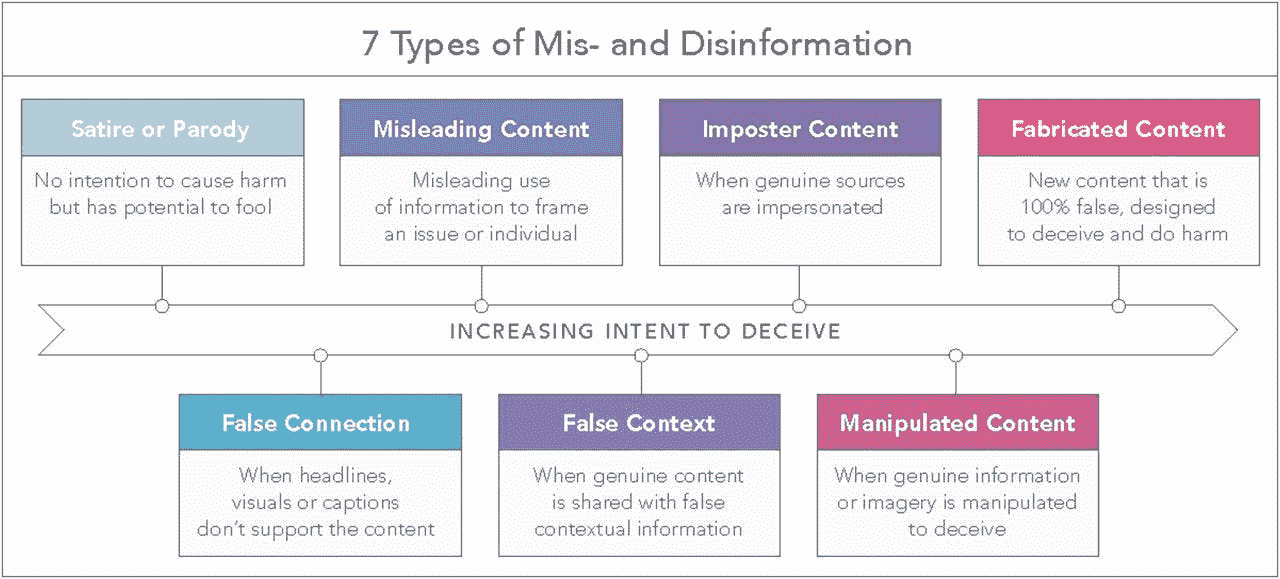 7 Types of Mis- and Disinformation
Satire or Parody
No intention to cause harm
but has potential to fool
Misleading Content
Misleading use
of information to frame
an issue or individual
Imposter Content
When genuine sources
are impersonated
Fabricated Content
New content that is
100% false, designed
to deceive and do harm
INCREASING INTENT TO DECEIVE
False Connection
When headlines,
visuals or captions
don't support the content
False Context
When genuine content
is shared with false
contextual information
Manipulated Content
When genuine information
or imagery is manipulated
to deceive